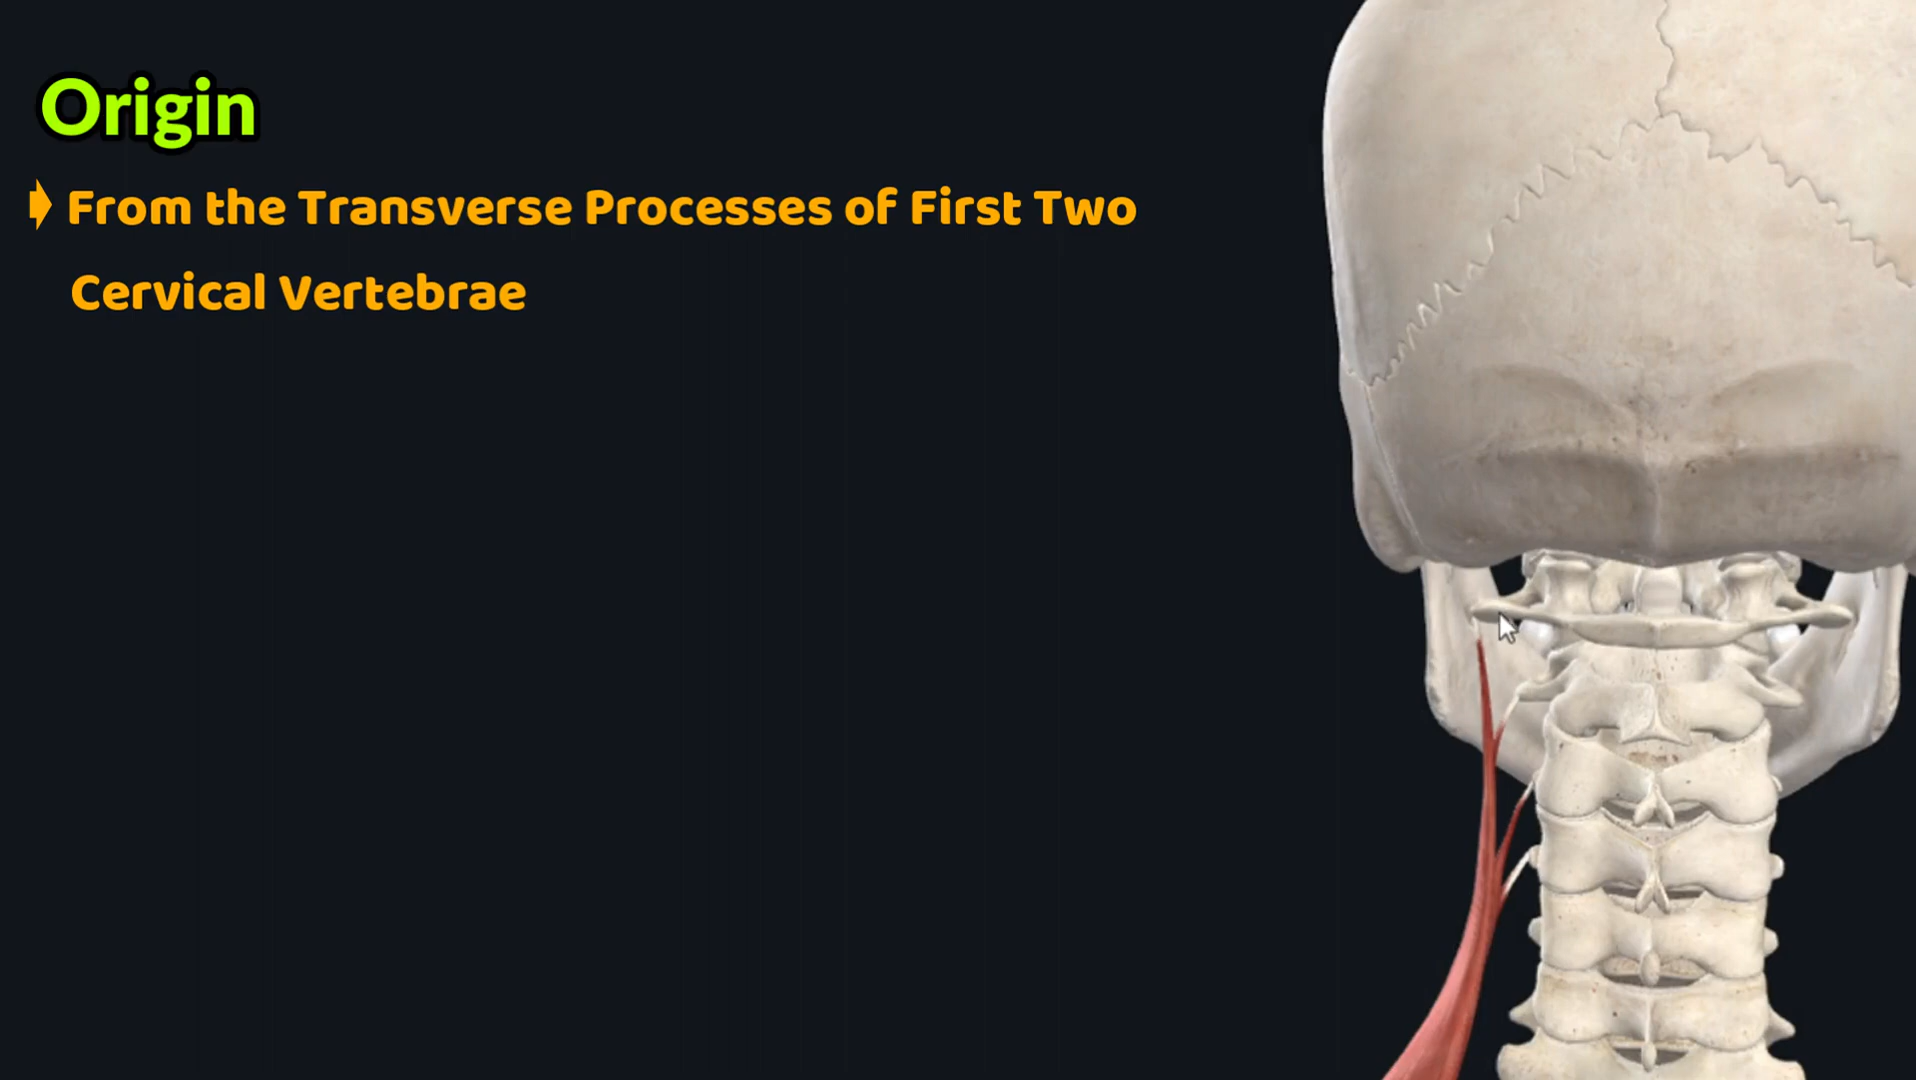 Origin
From the Transverse Processes of First Two
Cervical Vertebrae